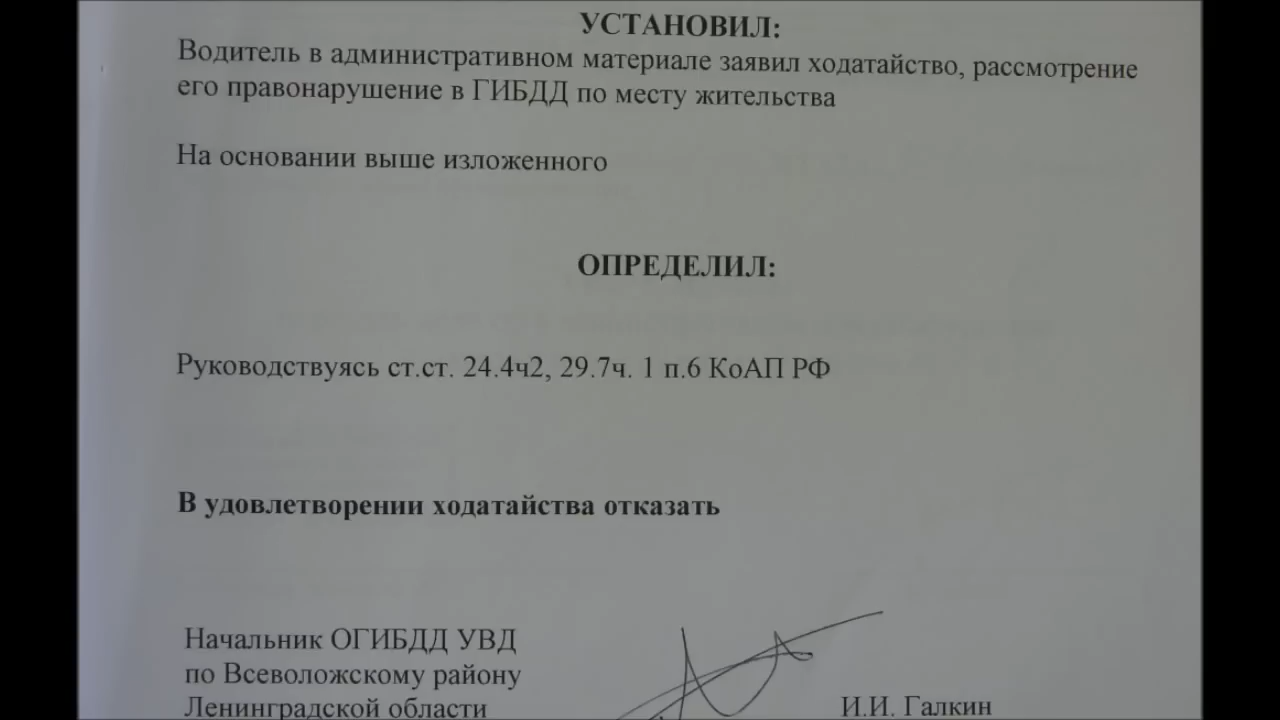 УСТАНОВИЛ:
Водитель в административном материале заявил ходатайство, рассмотрение
его правонарушение в ГИБДД по месту жительства
На основании выше изложенного
ОПРЕДЕЛИЛ:
Руководствуясь ст.ст. 24.4ч2, 29.7ч. 1 п.6 КоАП РФ
В удовлетворении ходатайства отказать
Начальник ОГИБДД УВД
по Всеволожскому району
Ленинградской области И.И. Галкин